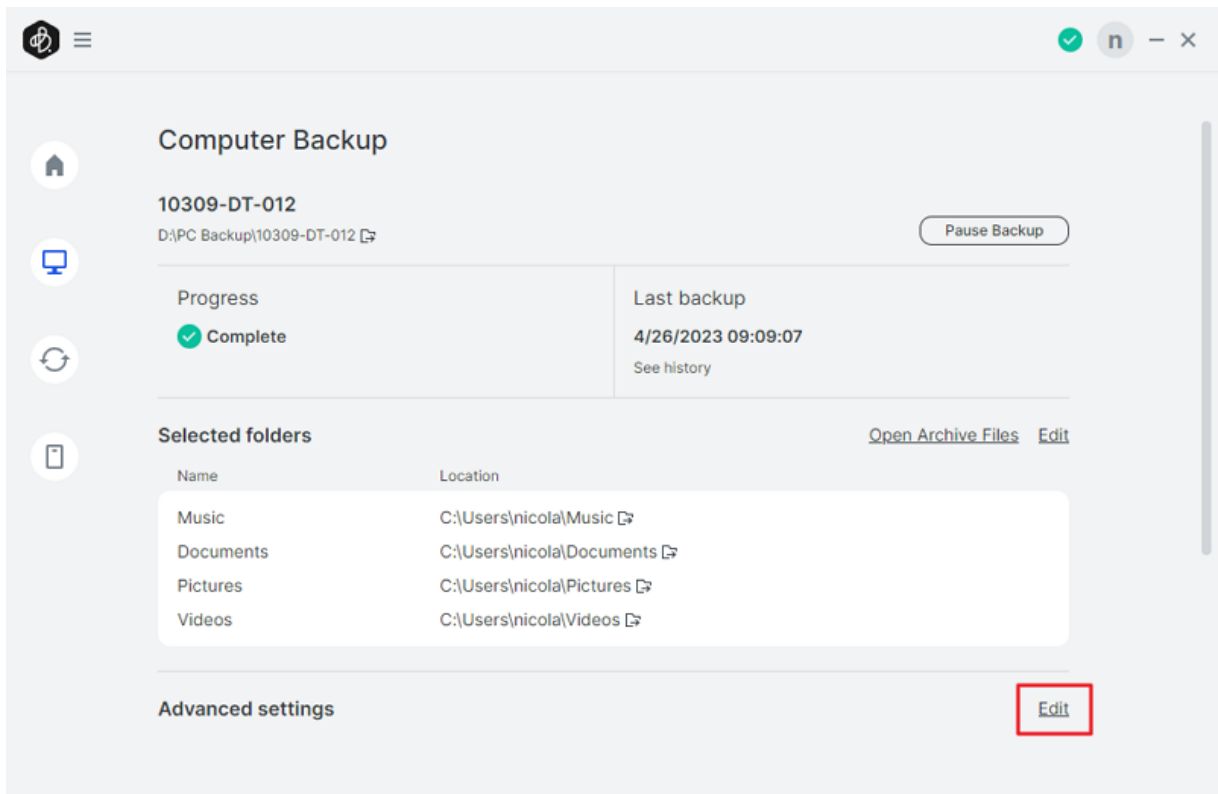 n
Computer Backup
10309-DT-012
D:\PC Backup\10309-DT-012
Pause Backup
Progress
Last backup
Complete
4/26/2023 09:09:07
See history
Selected folders
Open Archive Files Edit
Name Location
Music C:\Users\nicola\Music
Documents C:\Users\nicola\Documents
Pictures C:\Users\nicola\Pictures
Videos C:\Users\nicola\Videos
Advanced settings Edit